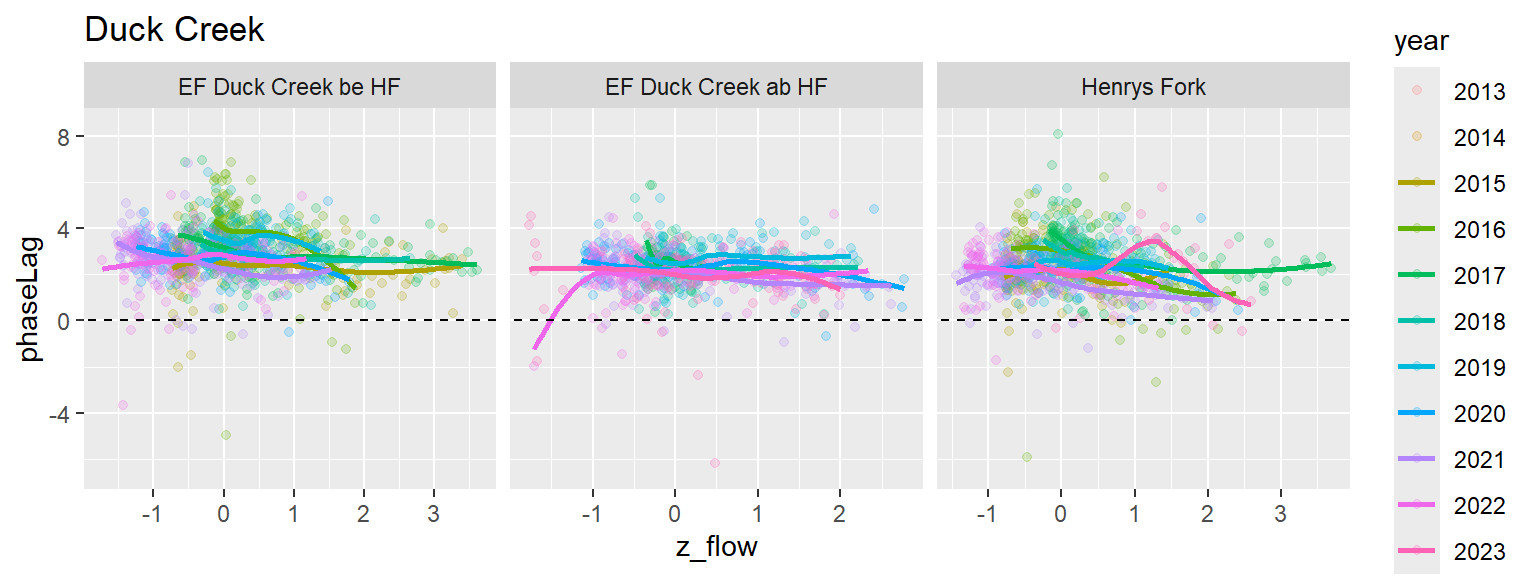 Duck Creek
EF Duck Creek be HF
EF Duck Creek ab HF
Henrys Fork
phaseLag
8
4
0
-4
-1 0 1 2 3
-1 0 1 2
-1 0 1 2 3
z_flow
year
2013
2014
2015
2016
2017
2018
2019
2020
2021
2022
2023